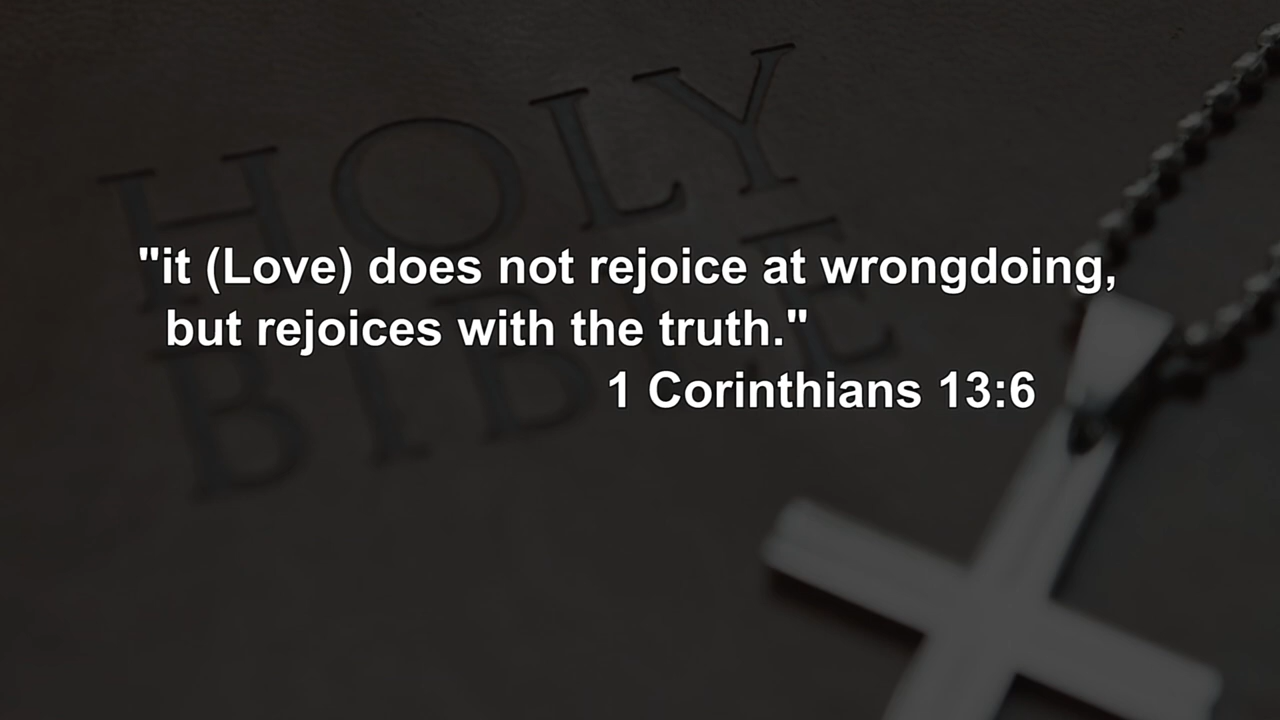 HOLY
BIBLE
"it (Love) does not rejoice at wrongdoing,
but rejoices with the truth."
1 Corinthians 13:6